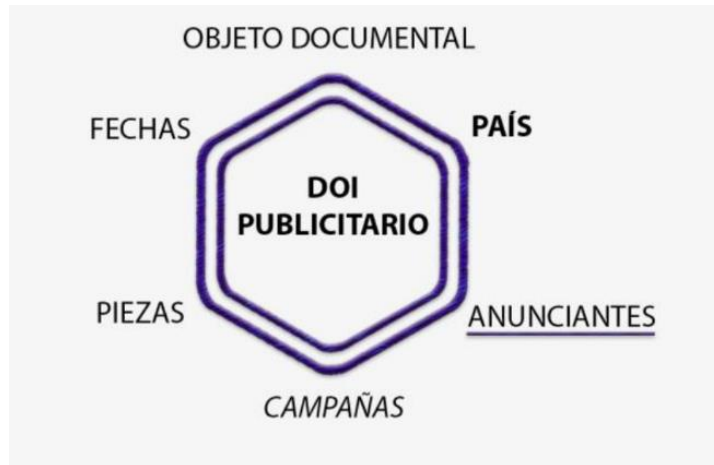 OBJETO DOCUMENTAL
FECHAS
PAÍS
DOI
PUBLICITARIO
PIEZAS
ANUNCIANTES
CAMPAÑAS